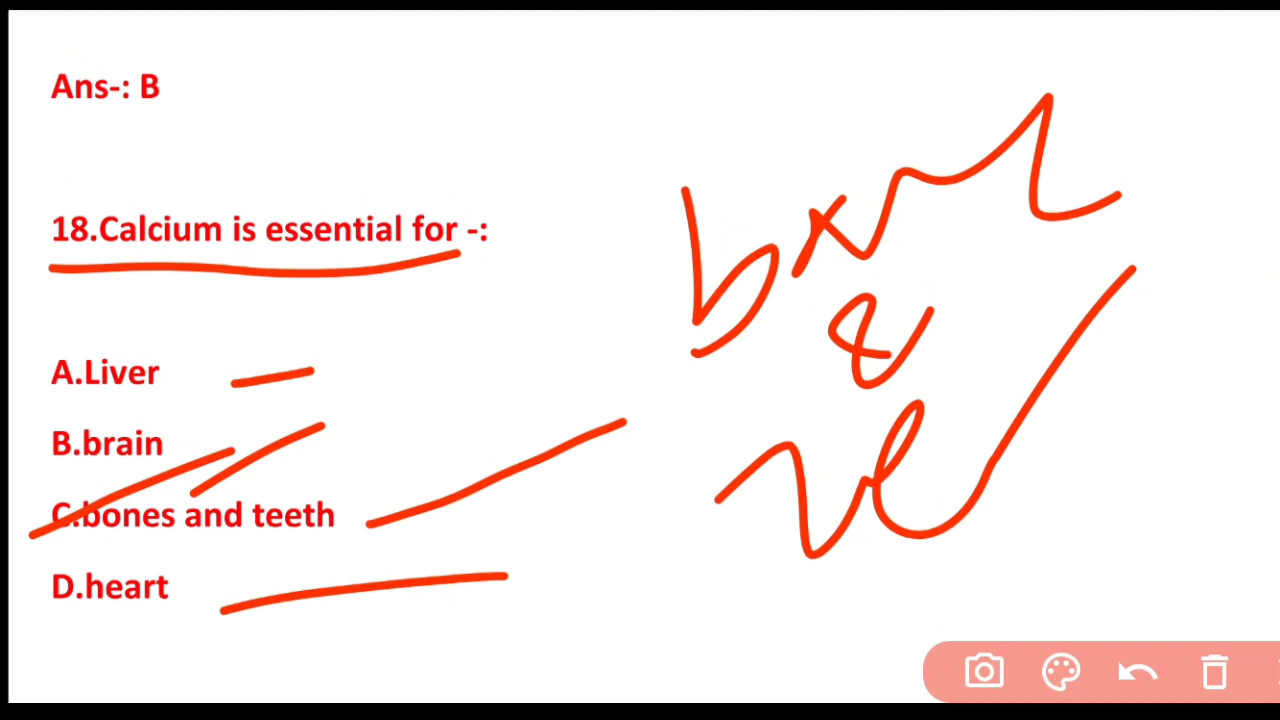 Ans-: B
18.Calcium is essential for -:
A.Liver
B.brain
C.bones and teeth
D.heart